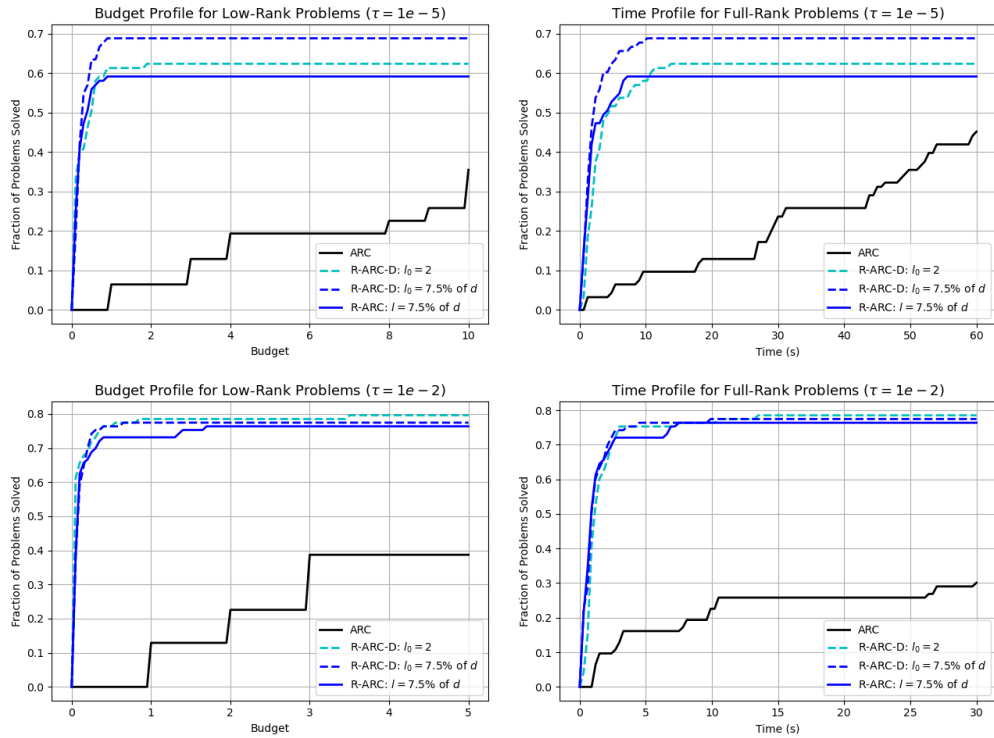 Budget Profile for Low-Rank Problems (τ = 1e − 5)
0.7
0.6
0.5
0.4
0.3
0.2
0.1
0.0
Fraction of Problems Solved
ARC
R-ARC-D: l₀ = 2
R-ARC-D: l₀ = 7.5% of d
R-ARC: l = 7.5% of d
0 2 4 6 8 10
Budget
Time Profile for Full-Rank Problems (τ = 1e − 5)
0.7
0.6
0.5
0.4
0.3
0.2
0.1
0.0
Fraction of Problems Solved
ARC
R-ARC-D: l₀ = 2
R-ARC-D: l₀ = 7.5% of d
R-ARC: l = 7.5% of d
0 10 20 30 40 50 60
Time (s)
Budget Profile for Low-Rank Problems (τ = 1e − 2)
0.8
0.7
0.6
0.5
0.4
0.3
0.2
0.1
0.0
Fraction of Problems Solved
ARC
R-ARC-D: l₀ = 2
R-ARC-D: l₀ = 7.5% of d
R-ARC: l = 7.5% of d
0 1 2 3 4 5
Budget
Time Profile for Full-Rank Problems (τ = 1e − 2)
0.8
0.7
0.6
0.5
0.4
0.3
0.2
0.1
0.0
Fraction of Problems Solved
ARC
R-ARC-D: l₀ = 2
R-ARC-D: l₀ = 7.5% of d
R-ARC: l = 7.5% of d
0 5 10 15 20 25 30
Time (s)